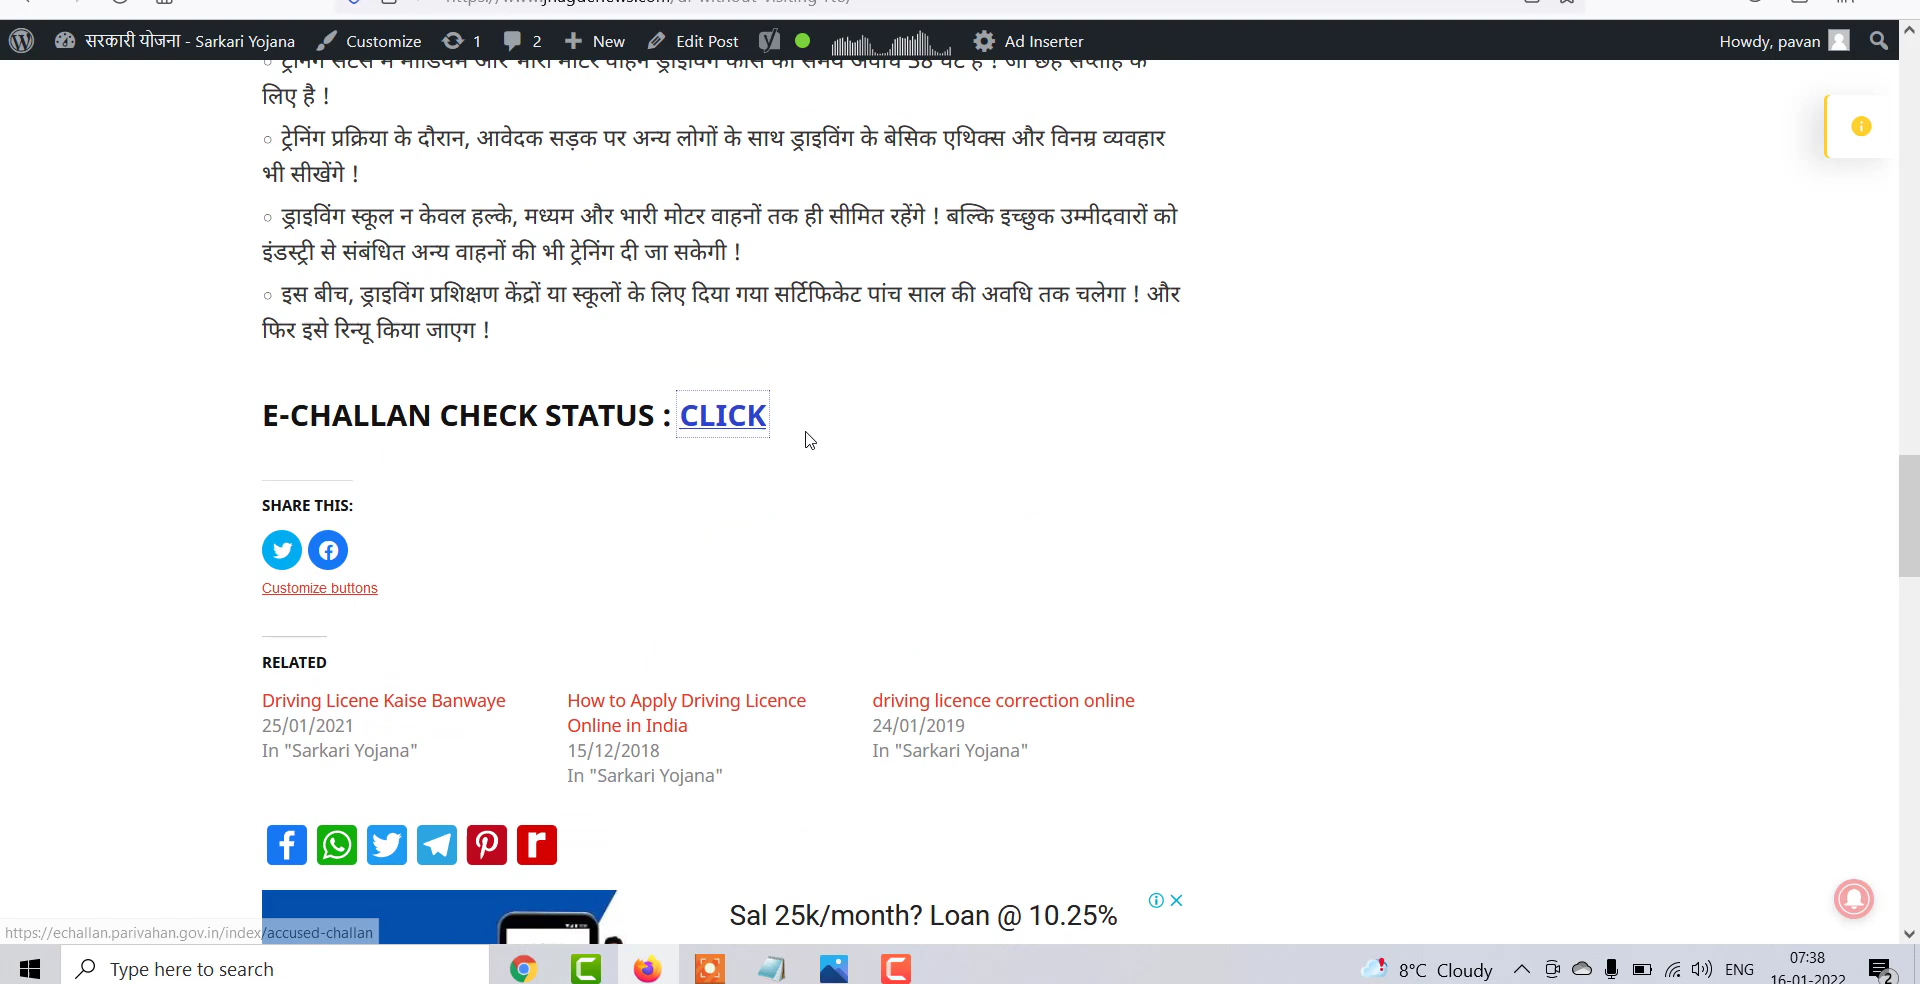 सरकारी योजना - Sarkari Yojana Customize 1 2 New Edit Post Ad Inserter Howdy, pavan
लिए है !
ट्रेनिंग प्रक्रिया के दौरान, आवेदक सड़क पर अन्य लोगों के साथ ड्राइविंग के बेसिक एथिक्स और विनम्र व्यवहार
भी सीखेंगे !
ड्राइविंग स्कूल न केवल हल्के, मध्यम और भारी मोटर वाहनों तक ही सीमित रहेंगे ! बल्कि इच्छुक उम्मीदवारों को
इंडस्ट्री से संबंधित अन्य वाहनों की भी ट्रेनिंग दी जा सकेगी !
इस बीच, ड्राइविंग प्रशिक्षण केंद्रों या स्कूलों के लिए दिया गया सर्टिफिकेट पांच साल की अवधि तक चलेगा ! और
फिर इसे रिन्यू किया जाएग !
E-CHALLAN CHECK STATUS : CLICK
SHARE THIS:
Customize buttons
RELATED
Driving Licene Kaise Banwaye
25/01/2021
In "Sarkari Yojana"
How to Apply Driving Licence
Online in India
15/12/2018
In "Sarkari Yojana"
driving licence correction online
24/01/2019
In "Sarkari Yojana"
Sal 25k/month? Loan @ 10.25%
https://echallan.parivahan.gov.in/index/accused-challan
Type here to search
8°C Cloudy
ENG
07:38
16-01-2022
2